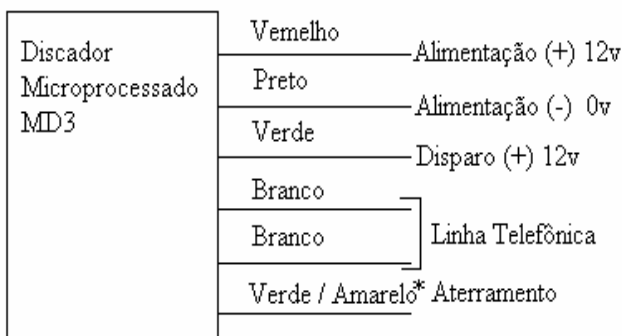 Discador
Microprocessado
MD3
Vemelho
Alimentação (+) 12v
Preto
Alimentação (-) 0v
Verde
Disparo (+) 12v
Branco
Branco
Linha Telefônica
Verde / Amarelo* Aterramento